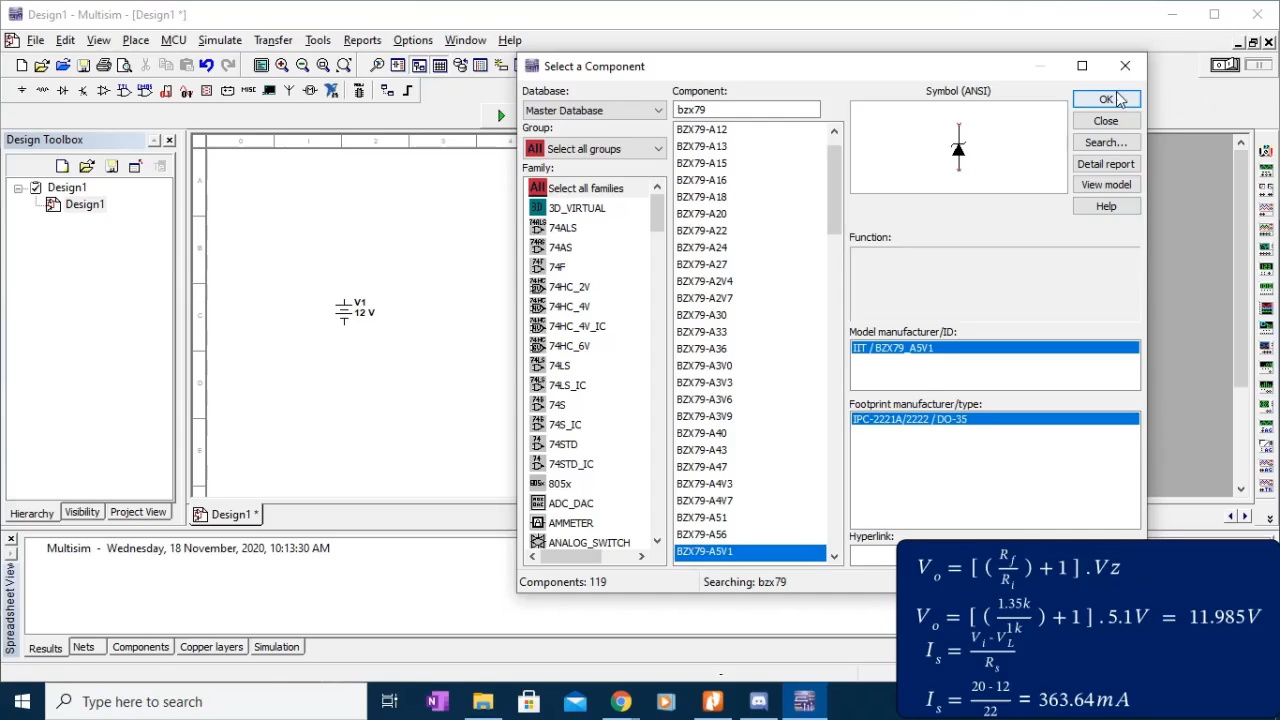 Design1 - Multisim - [Design1 *]
File Edit View Place MCU Simulate Transfer Tools Reports Options Window Help
Design Toolbox
Design1
Design1
Hierarchy Visibility Project View
0 1 2 3
A
B
C
D
E
V1
12 V
Design1 *
Select a Component
Database:
Master Database
Group:
All Select all groups
Family:
All Select all families
3D_VIRTUAL
74ALS
74AS
74F
74HC_2V
74HC_4V
74HC_4V_IC
74HC_6V
74LS
74LS_IC
74S
74S_IC
74STD
74STD_IC
805x
ADC_DAC
AMMETER
ANALOG_SWITCH
Component:
bzx79
BZX79-A12
BZX79-A13
BZX79-A15
BZX79-A16
BZX79-A18
BZX79-A20
BZX79-A22
BZX79-A24
BZX79-A27
BZX79-A2V4
BZX79-A2V7
BZX79-A30
BZX79-A33
BZX79-A36
BZX79-A3V0
BZX79-A3V3
BZX79-A3V6
BZX79-A3V9
BZX79-A40
BZX79-A43
BZX79-A47
BZX79-A4V3
BZX79-A4V7
BZX79-A51
BZX79-A56
BZX79-A5V1
Symbol (ANSI)
OK
Close
Search...
Detail report
View model
Help
Function:
Model manufacturer/ID:
IIT / BZX79_A5V1
Footprint manufacturer/type:
IPC-2221A/2222 / DO-35
Hyperlink:
Components: 119 Searching: bzx79
Spreadsheet View
Multisim - Wednesday, 18 November, 2020, 10:13:30 AM
Results Nets Components Copper layers Simulation
V_o = [ ( R_f / R_i ) + 1 ] . Vz
V_o = [ ( 1.35k / 1k ) + 1 ] . 5.1V = 11.985V
I_s = V_i - V_L / R_s
I_s = 20 - 12 / 22 = 363.64mA
Type here to search